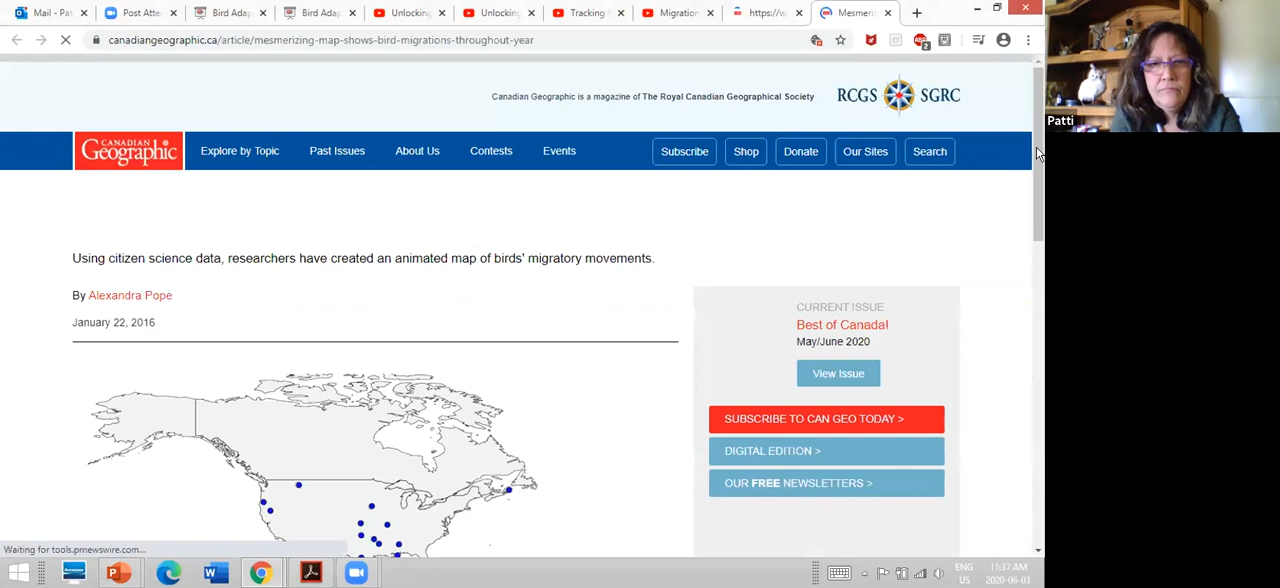 Mail - Pat
Post Atte
Bird Adap
Bird Adap
Unlocking
Unlocking
Tracking
Migration
https://w
Mesmeriz
canadiangeographic.ca/article/mesmerizing-map-shows-bird-migrations-throughout-year
Canadian Geographic is a magazine of The Royal Canadian Geographical Society
RCGS SGRC
Patti
CANADIAN
Geographic
Explore by Topic Past Issues About Us Contests Events Subscribe Shop Donate Our Sites Search
Using citizen science data, researchers have created an animated map of birds' migratory movements.
By Alexandra Pope
January 22, 2016
CURRENT ISSUE
Best of Canada!
May/June 2020
View Issue
SUBSCRIBE TO CAN GEO TODAY >
DIGITAL EDITION >
OUR FREE NEWSLETTERS >
Waiting for tools.prnewswire.com...
ENG
US
11:37 AM
2020-06-03